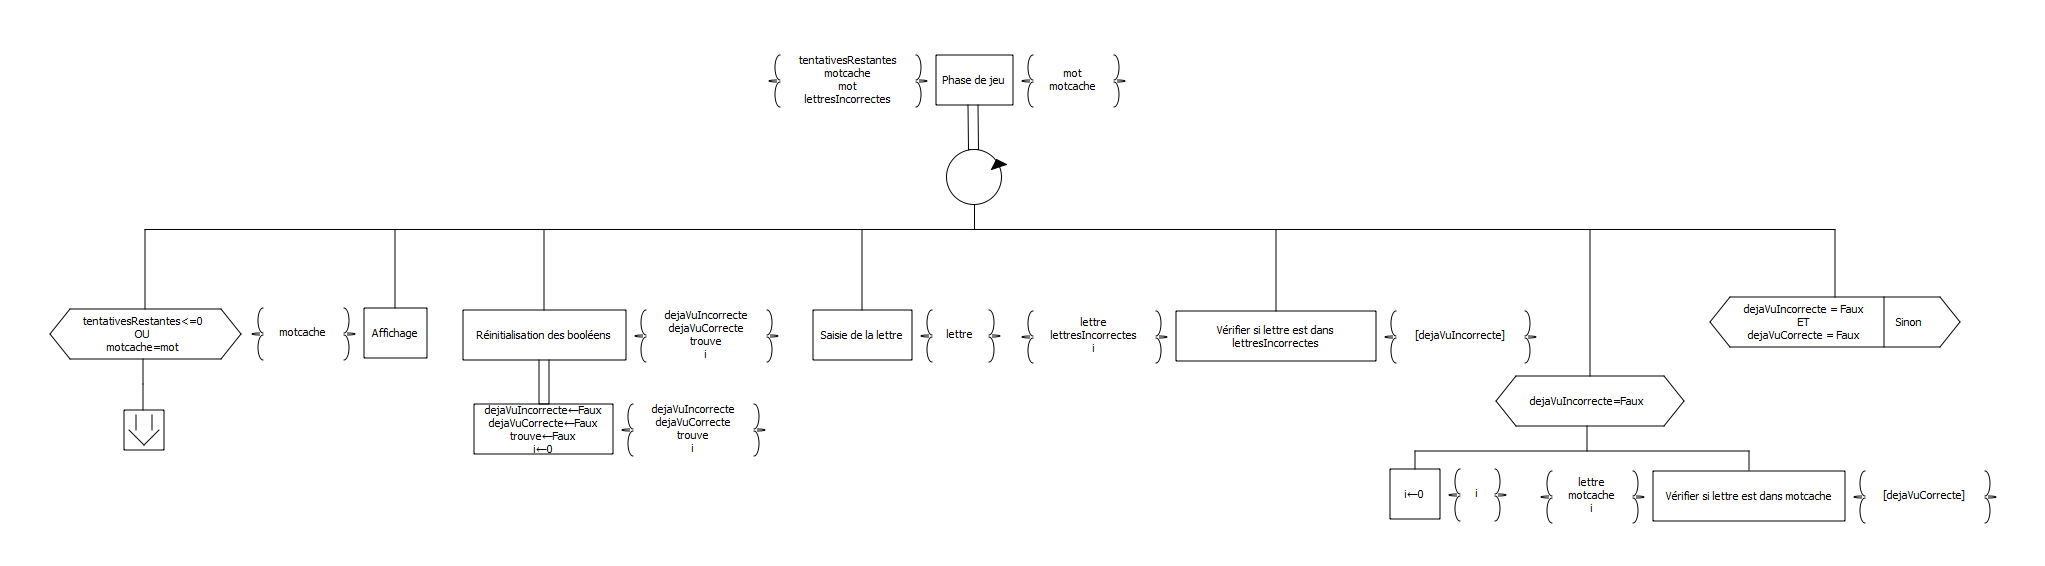 tentativesRestantes
motcache
mot
lettresIncorrectes
Phase de jeu
mot
motcache
tentativesRestantes<=0
OU
motcache=mot
motcache
Affichage
Réinitialisation des booléens
dejaVuIncorrecte
dejaVuCorrecte
trouve
i
dejaVuIncorrecte←Faux
dejaVuCorrecte←Faux
trouve←Faux
i←0
dejaVuIncorrecte
dejaVuCorrecte
trouve
i
Saisie de la lettre
lettre
lettre
lettresIncorrectes
i
Vérifier si lettre est dans
lettresIncorrectes
[dejaVuIncorrecte]
dejaVuIncorrecte=Faux
i←0
i
lettre
motcache
i
Vérifier si lettre est dans motcache
[dejaVuCorrecte]
dejaVuIncorrecte = Faux
ET
dejaVuCorrecte = Faux
Sinon